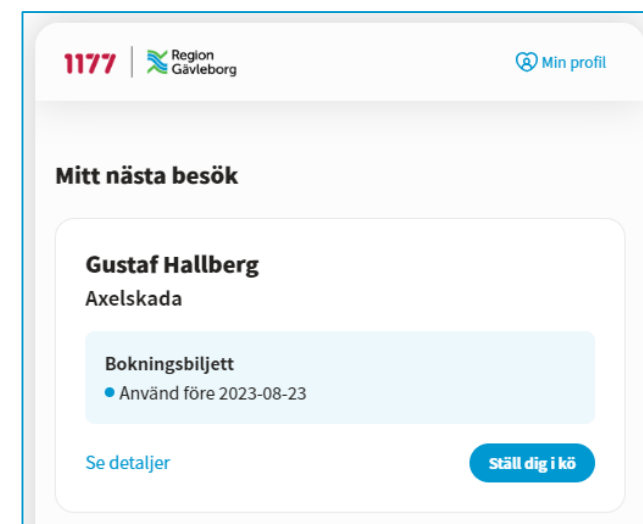 1177 Region Gävleborg Min profil
Mitt nästa besök
Gustaf Hallberg
Axelskada
Bokningsbiljett
• Använd före 2023-08-23
Se detaljer Ställ dig i kö